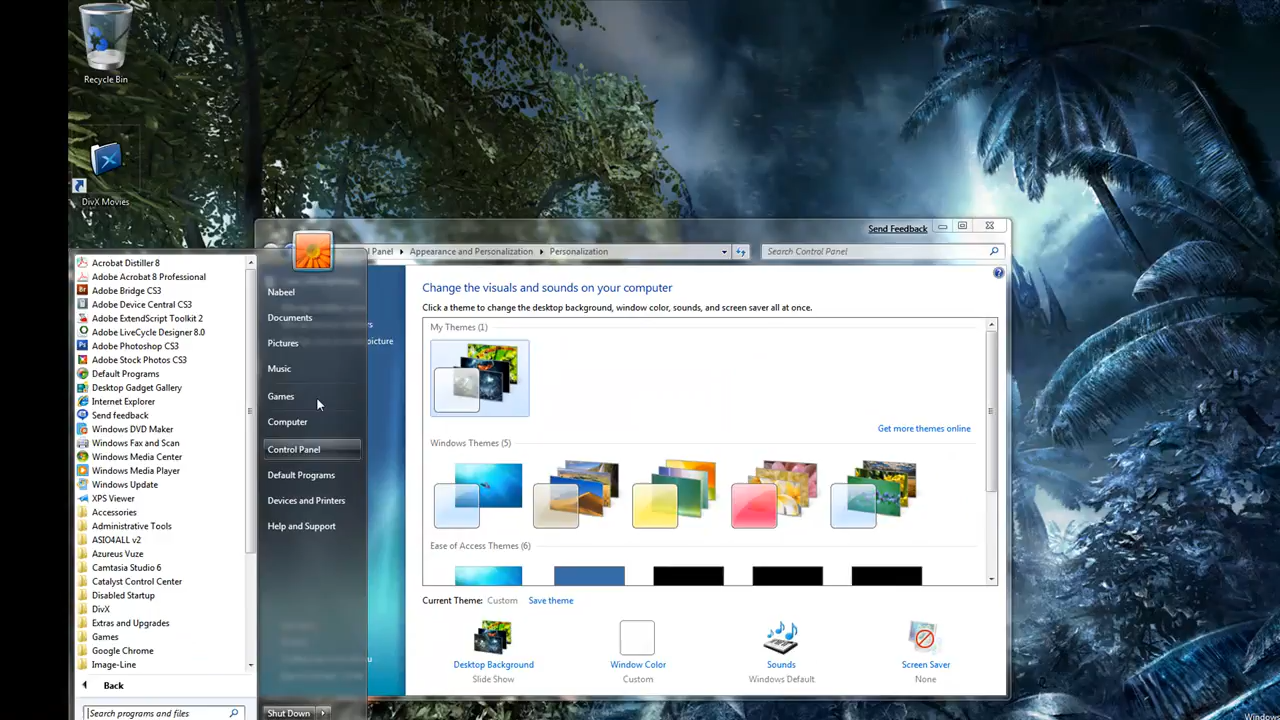 Recycle Bin
DivX Movies
Send Feedback
l Panel
Appearance and Personalization
Personalization
Search Control Panel
Acrobat Distiller 8
Adobe Acrobat 8 Professional
Adobe Bridge CS3
Adobe Device Central CS3
Adobe ExtendScript Toolkit 2
Adobe LiveCycle Designer 8.0
Adobe Photoshop CS3
Adobe Stock Photos CS3
Default Programs
Desktop Gadget Gallery
Internet Explorer
Send feedback
Windows DVD Maker
Windows Fax and Scan
Windows Media Center
Windows Media Player
Windows Update
XPS Viewer
Accessories
Administrative Tools
ASIO4ALL v2
Azureus Vuze
Camtasia Studio 6
Catalyst Control Center
Disabled Startup
DivX
Extras and Upgrades
Games
Google Chrome
Image-Line
Back
Search programs and files
Nabeel
Documents
Pictures
Music
Games
Computer
Control Panel
Default Programs
Devices and Printers
Help and Support
Shut Down
picture
Change the visuals and sounds on your computer
Click a theme to change the desktop background, window color, sounds, and screen saver all at once.
My Themes (1)
Get more themes online
Windows Themes (5)
Ease of Access Themes (6)
Current Theme: Custom Save theme
Desktop Background
Slide Show
Window Color
Custom
Sounds
Windows Default
Screen Saver
None
Windows